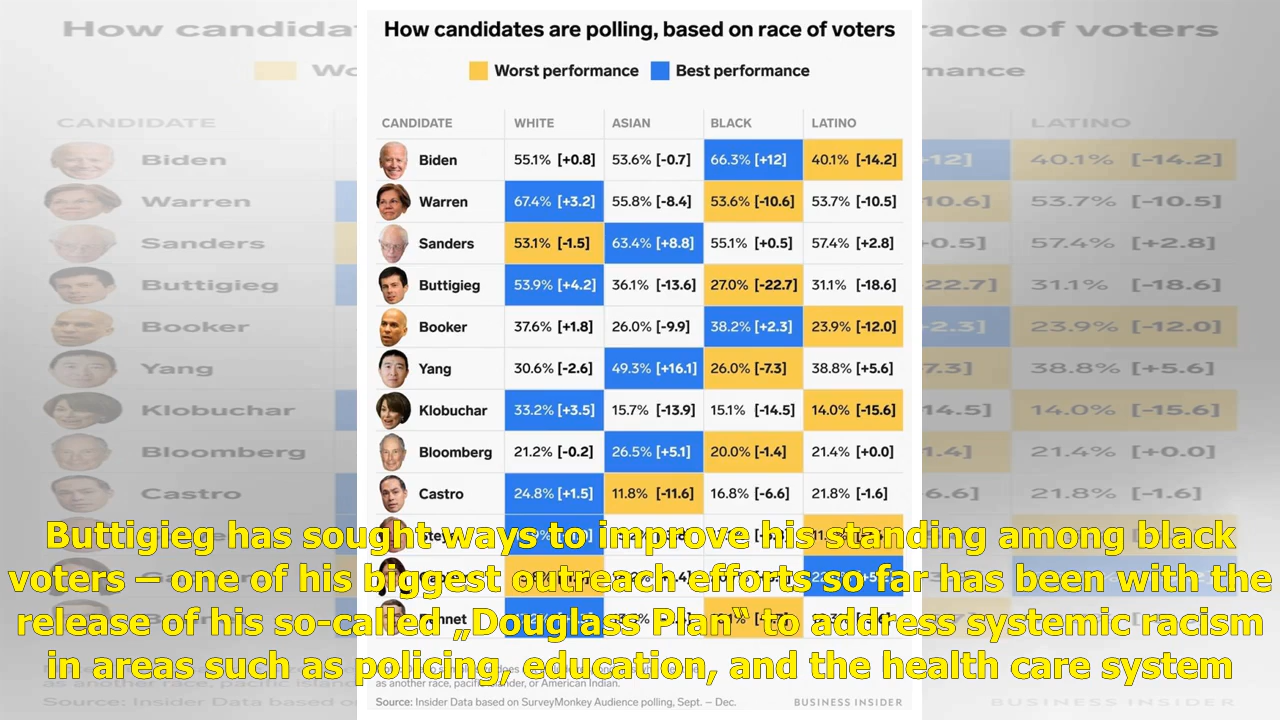 How candidates are polling, based on race of voters
Worst performance Best performance
CANDIDATE WHITE ASIAN BLACK LATINO
Biden 55.1% [+0.8] 53.6% [-0.7] 66.3% [+12] 40.1% [-14.2]
Warren 67.4% [+3.2] 55.8% [-8.4] 53.6% [-10.6] 53.7% [-10.5]
Sanders 53.1% [-1.5] 63.4% [+8.8] 55.1% [+0.5] 57.4% [+2.8]
Buttigieg 53.9% [+4.2] 36.1% [-13.6] 27.0% [-22.7] 31.1% [-18.6]
Booker 37.6% [+1.8] 26.0% [-9.9] 38.2% [+2.3] 23.9% [-12.0]
Yang 30.6% [-2.6] 49.3% [+16.1] 26.0% [-7.3] 38.8% [+5.6]
Klobuchar 33.2% [+3.5] 15.7% [-13.9] 15.1% [-14.5] 14.0% [-15.6]
Bloomberg 21.2% [-0.2] 26.5% [+5.1] 20.0% [-1.4] 21.4% [+0.0]
Castro 24.8% [+1.5] 11.8% [-11.6] 16.8% [-6.6] 21.8% [-1.6]
Buttigieg has sought ways to improve his standing among black
voters – one of his biggest outreach efforts so far has been with the
release of his so-called „Douglass Plan“ to address systemic racism
in areas such as policing, education, and the health care system
as another race, pacific islander, or American Indian.
Source: Insider Data based on SurveyMonkey Audience polling, Sept. – Dec. BUSINESS INSIDER